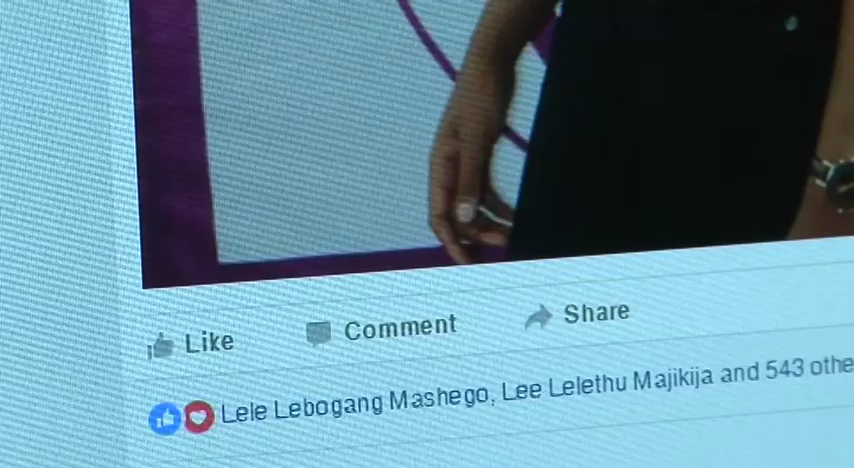 Like Comment Share
Lele Lebogang Mashego, Lee Lelethu Majikija and 543 othe